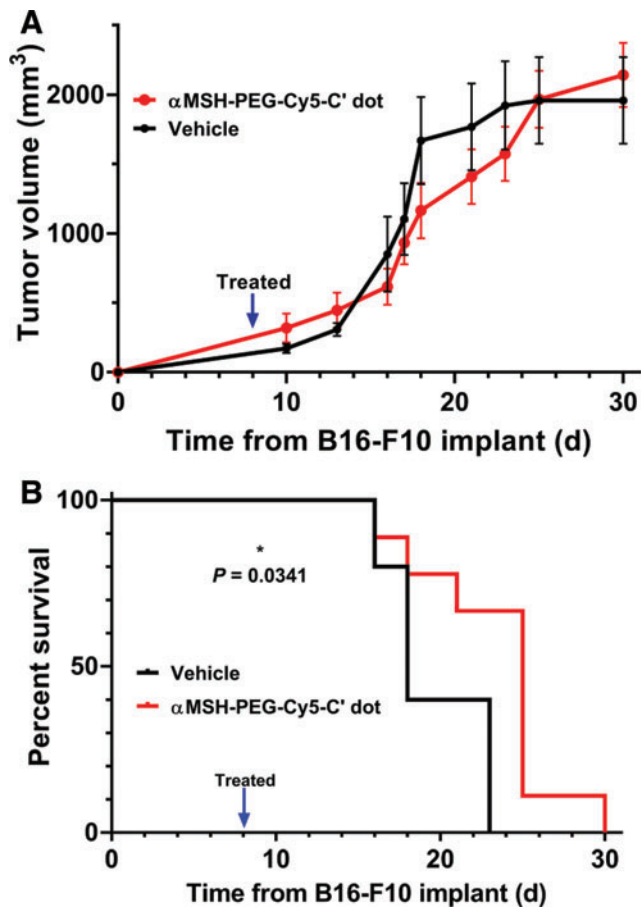 A
Tumor volume (mm³)
2000
1000
0
αMSH-PEG-Cy5-C' dot
Vehicle
Treated
0 10 20 30
Time from B16-F10 implant (d)
B
Percent survival
100
50
0
*
P = 0.0341
Vehicle
αMSH-PEG-Cy5-C' dot
Treated
0 10 20 30
Time from B16-F10 implant (d)